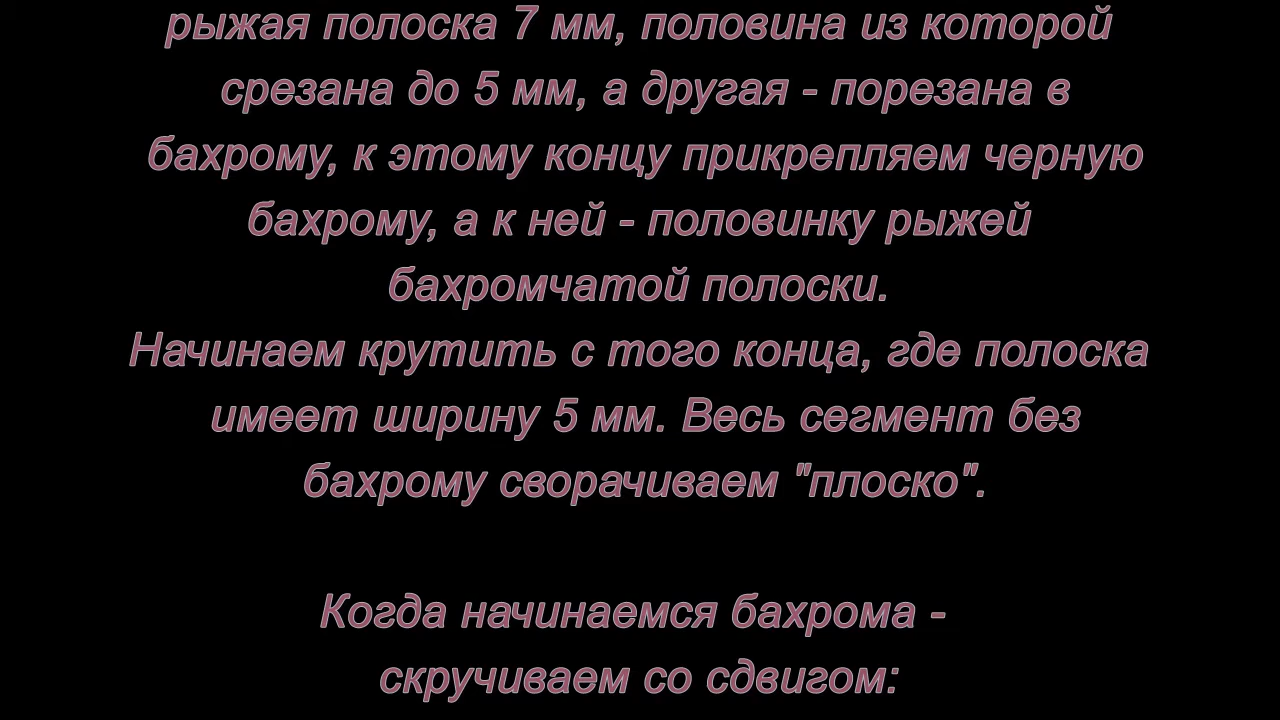 рыжая полоска 7 мм, половина из которой
срезана до 5 мм, а другая - порезана в
бахрому, к этому концу прикрепляем черную
бахрому, а к ней - половинку рыжей
бахромчатой полоски.
Начинаем крутить с того конца, где полоска
имеет ширину 5 мм. Весь сегмент без
бахрому сворачиваем "плоско".
Когда начинаемся бахрома -
скручиваем со сдвигом: